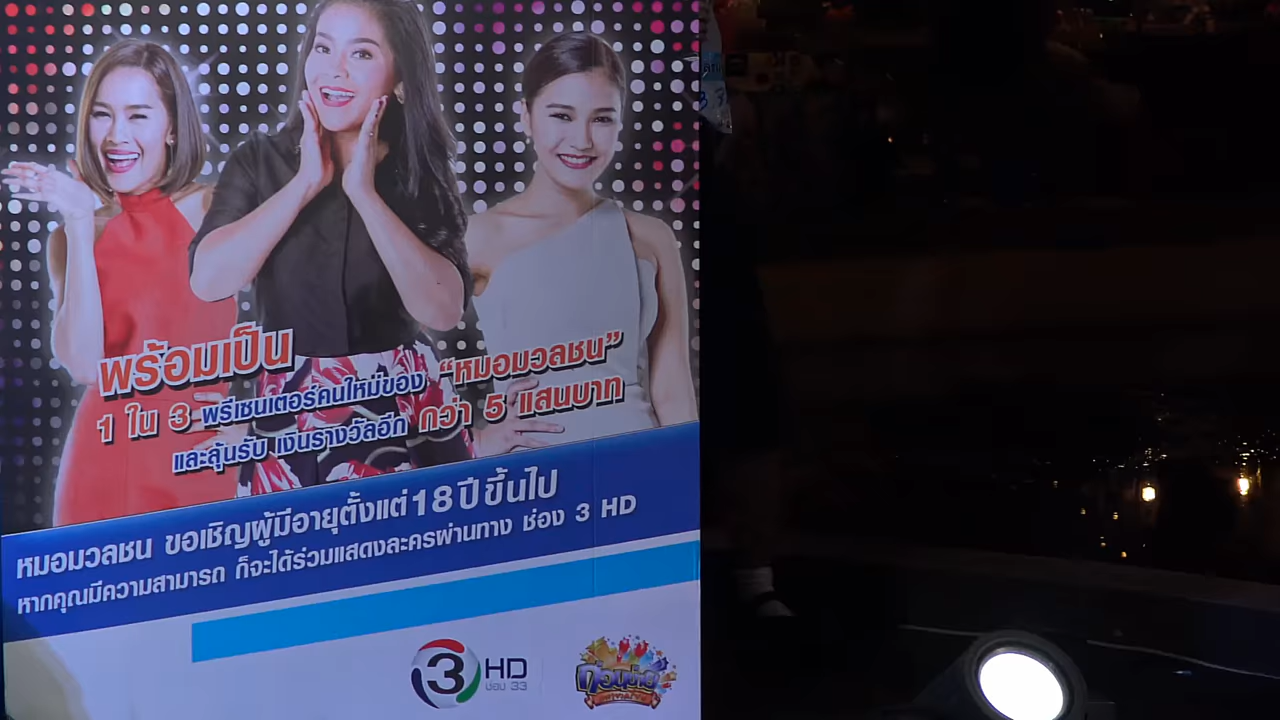 พร้อมเป็น
1 ใน 3 พรีเซนเตอร์คนใหม่ของ “หมอมวลชน”
และลุ้นรับ เงินรางวัลอีก กว่า 5 แสนบาท
หมอมวลชน ขอเชิญผู้มีอายุตั้งแต่ 18 ปีขึ้นไป
หากคุณมีความสามารถ ก็จะได้ร่วมแสดงละครผ่านทาง ช่อง 3 HD
3 HD
ช่อง 33